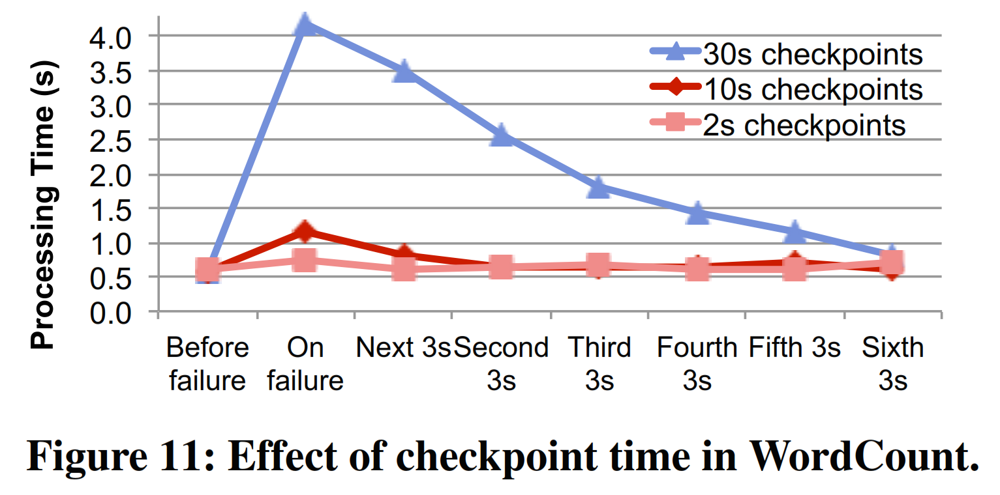 Processing Time (s)
4.0
3.5
3.0
2.5
2.0
1.5
1.0
0.5
0.0
30s checkpoints
10s checkpoints
2s checkpoints
Before failure
On failure
Next 3s
Second 3s
Third 3s
Fourth 3s
Fifth 3s
Sixth 3s
Figure 11: Effect of checkpoint time in WordCount.